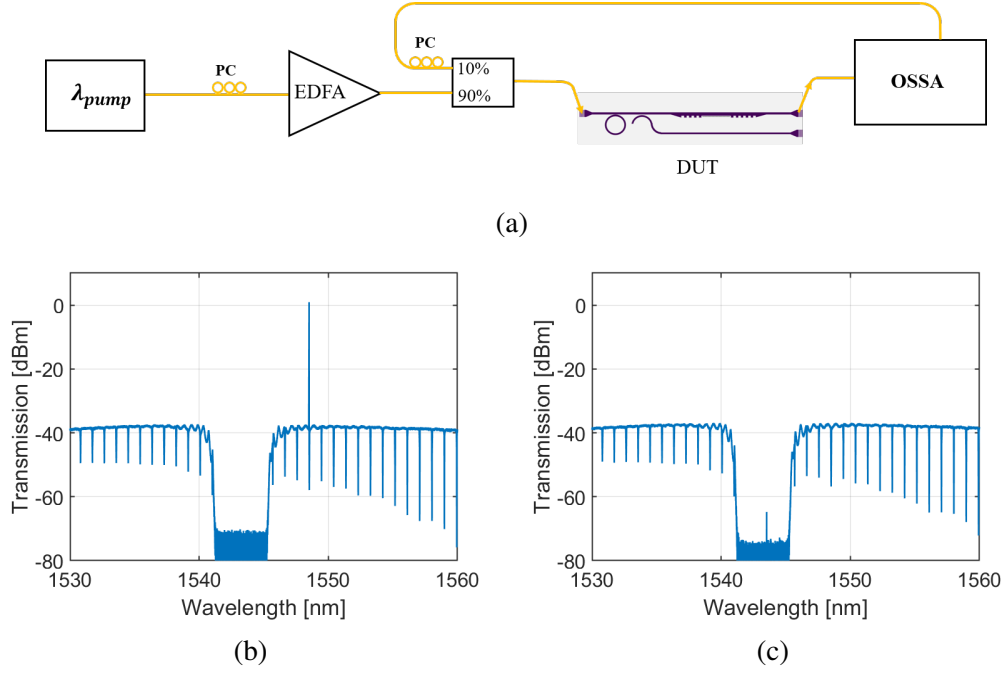 PC
PC
λpump
EDFA
10%
90%
OSSA
DUT
(a)
0
-20
-40
-60
-80
Transmission [dBm]
1530
1540
1550
1560
Wavelength [nm]
(b)
0
-20
-40
-60
-80
Transmission [dBm]
1530
1540
1550
1560
Wavelength [nm]
(c)